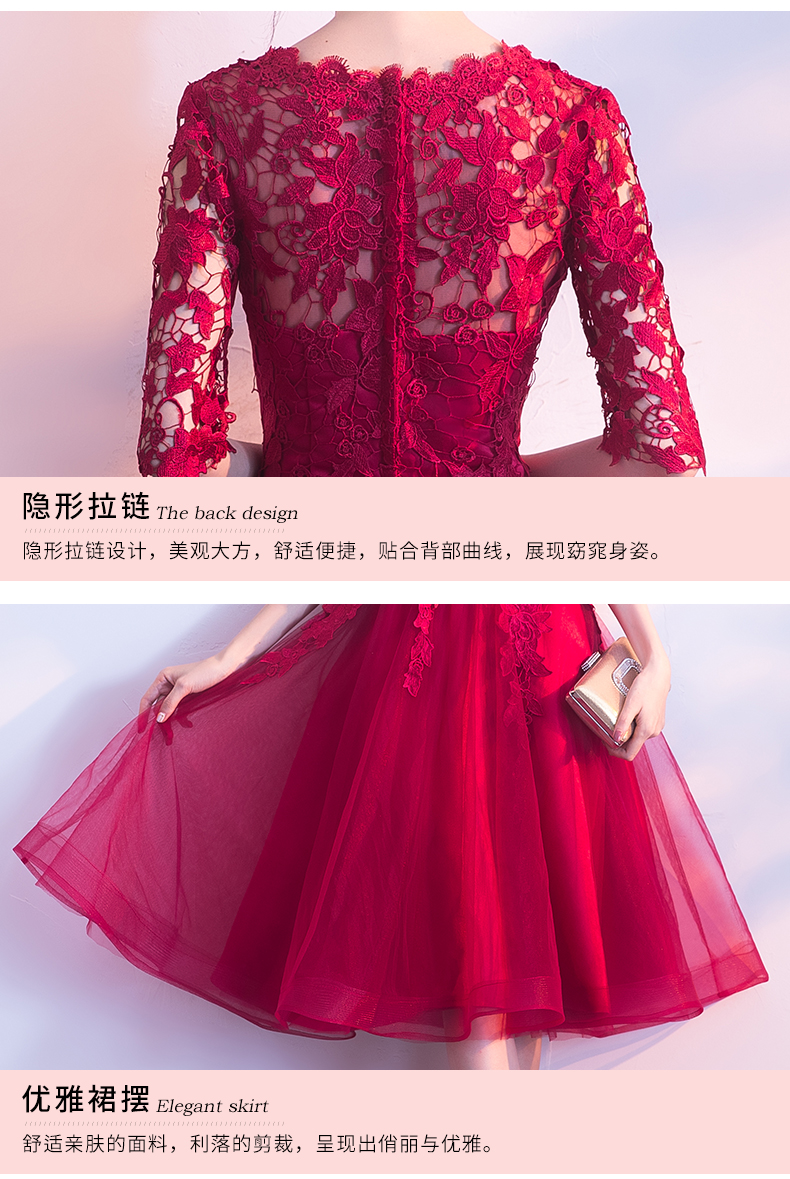 隐形拉链 The back design
隐形拉链设计，美观大方，舒适便捷，贴合背部曲线，展现窈窕身姿。
优雅裙摆 Elegant skirt
舒适亲肤的面料，利落的剪裁，呈现出俏丽与优雅。